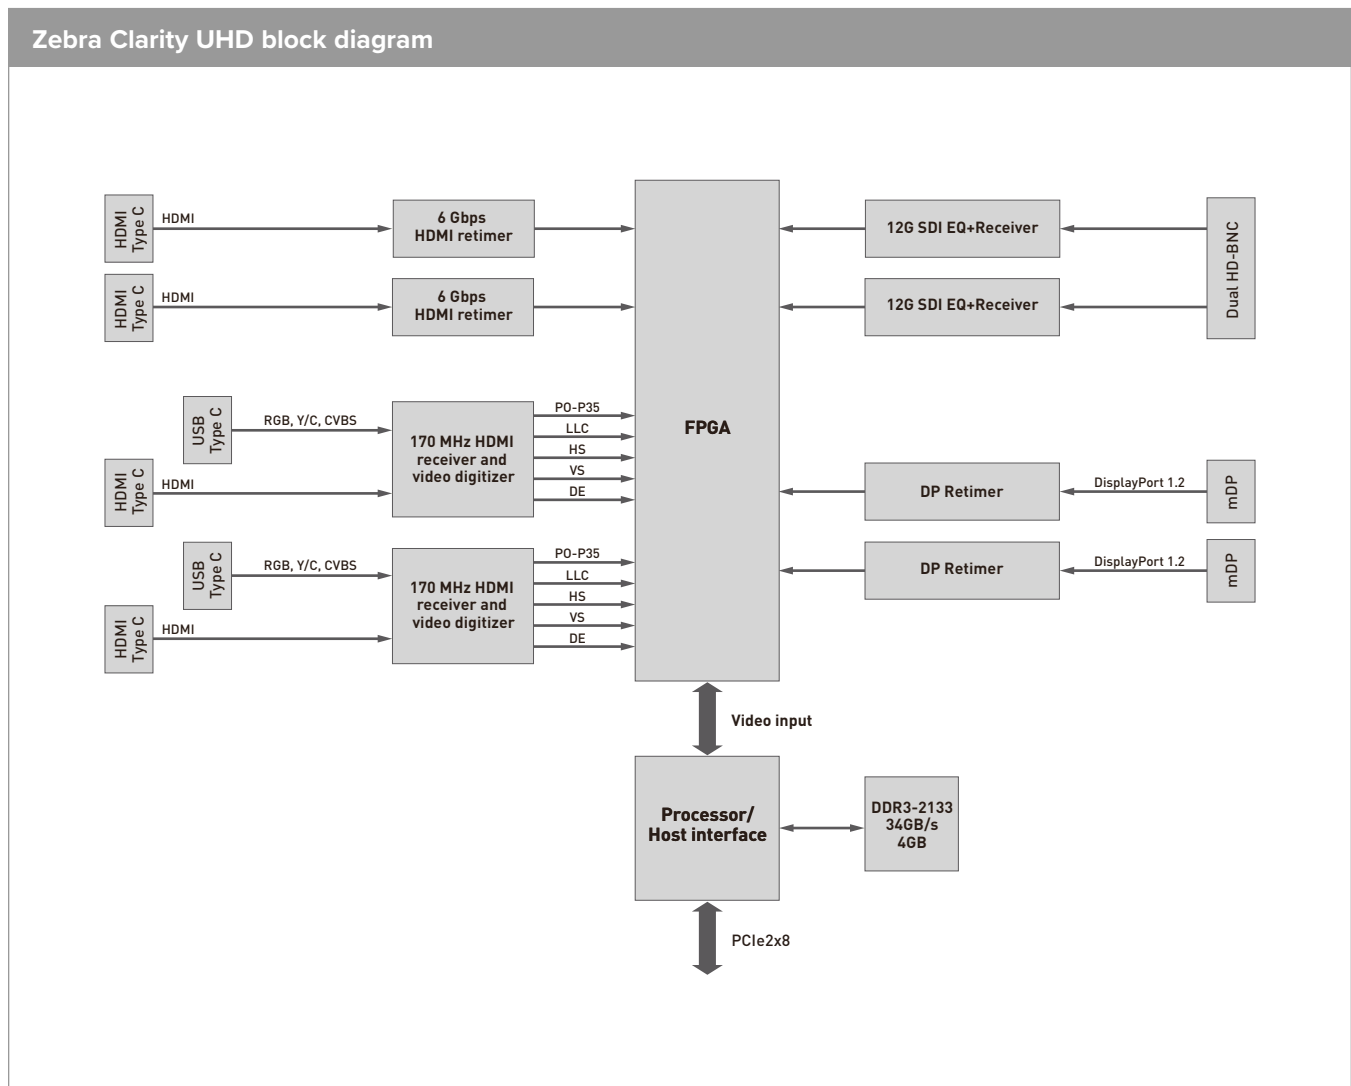 Zebra Clarity UHD block diagram
HDMI
Type C
HDMI
6 Gbps
HDMI retimer
HDMI
Type C
HDMI
6 Gbps
HDMI retimer
USB
Type C
RGB, Y/C, CVBS
HDMI
Type C
HDMI
170 MHz HDMI
receiver and
video digitizer
PO-P35
LLC
HS
VS
DE
USB
Type C
RGB, Y/C, CVBS
HDMI
Type C
HDMI
170 MHz HDMI
receiver and
video digitizer
PO-P35
LLC
HS
VS
DE
FPGA
12G SDI EQ+Receiver
12G SDI EQ+Receiver
Dual HD-BNC
DP Retimer
DisplayPort 1.2
mDP
DP Retimer
DisplayPort 1.2
mDP
Video input
Processor/
Host interface
DDR3-2133
34GB/s
4GB
PCIe2x8